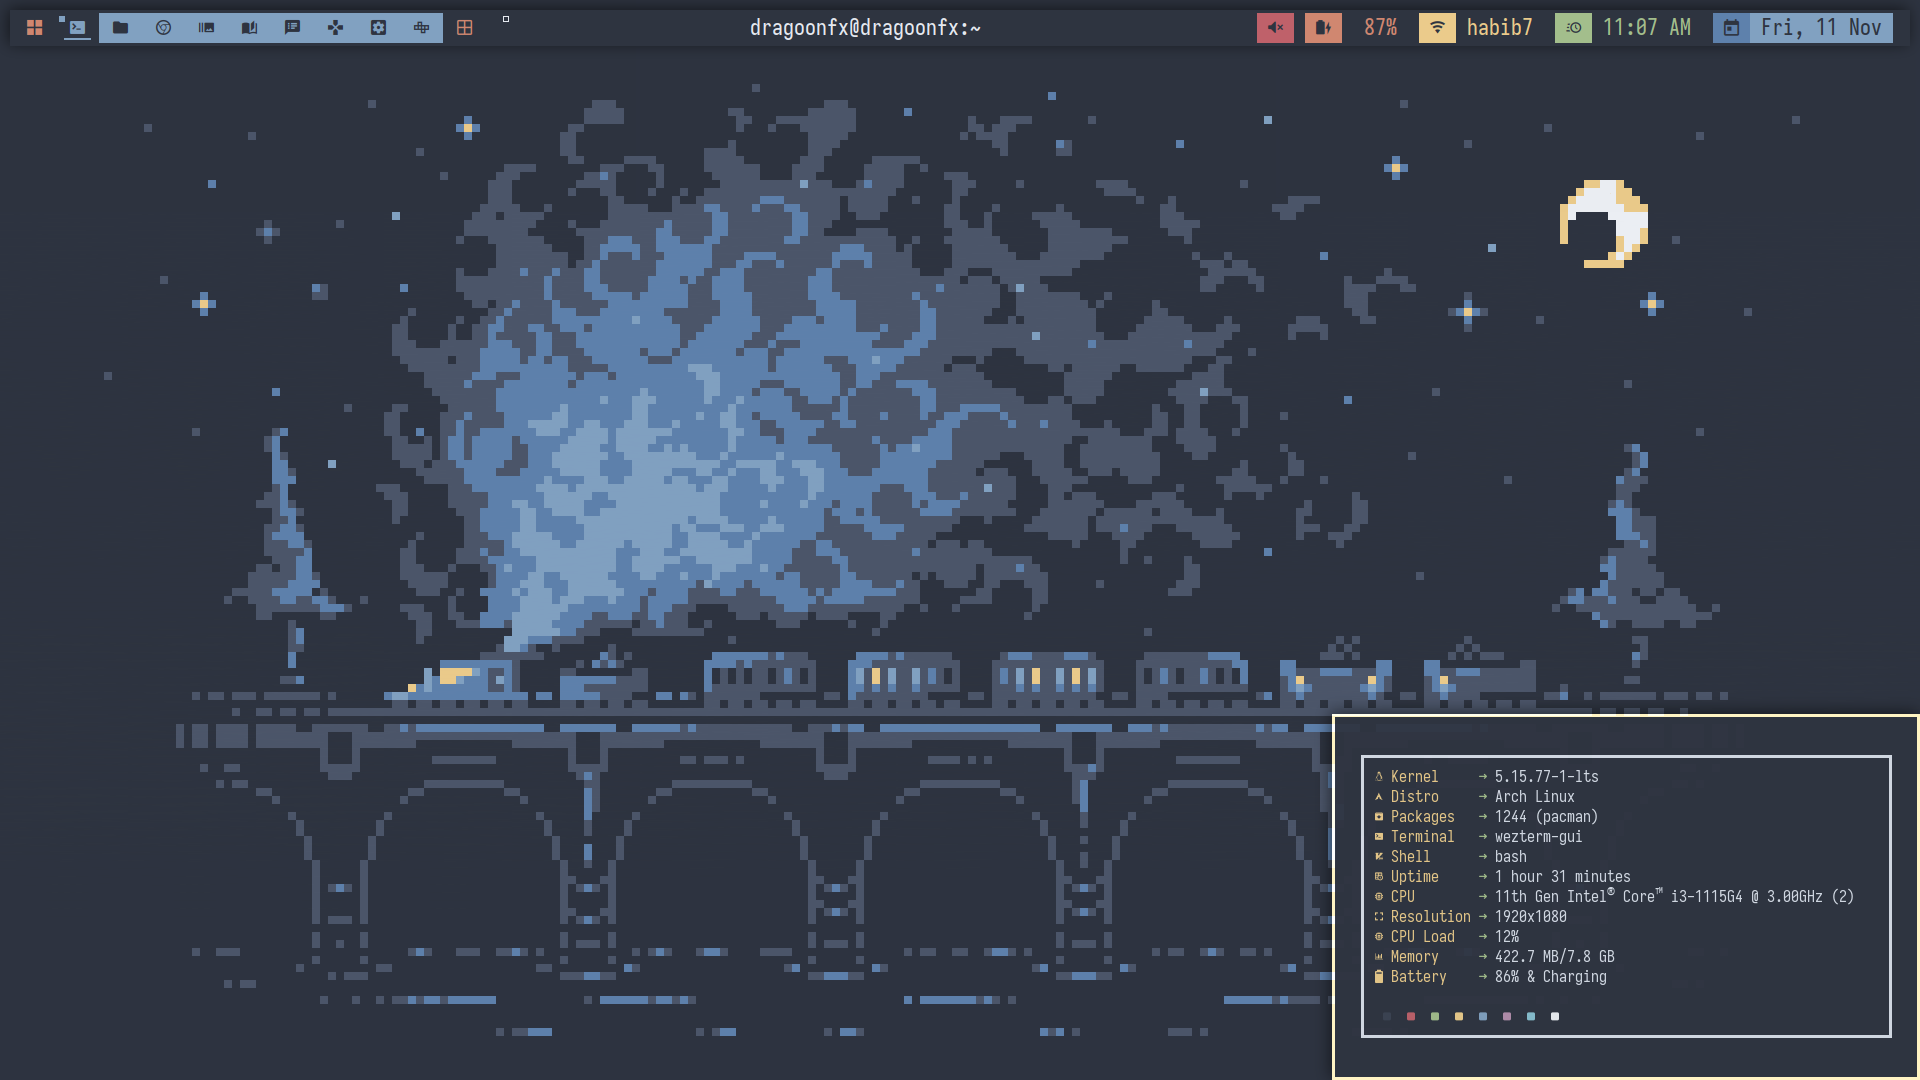 dragoonfx@dragoonfx:~
87%
habib7
11:07 AM
Fri, 11 Nov
Kernel → 5.15.77-1-lts
Distro → Arch Linux
Packages → 1244 (pacman)
Terminal → wezterm-gui
Shell → bash
Uptime → 1 hour 31 minutes
CPU → 11th Gen Intel® Core™ i3-1115G4 @ 3.00GHz (2)
Resolution → 1920x1080
CPU Load → 12%
Memory → 422.7 MB/7.8 GB
Battery → 86% & Charging